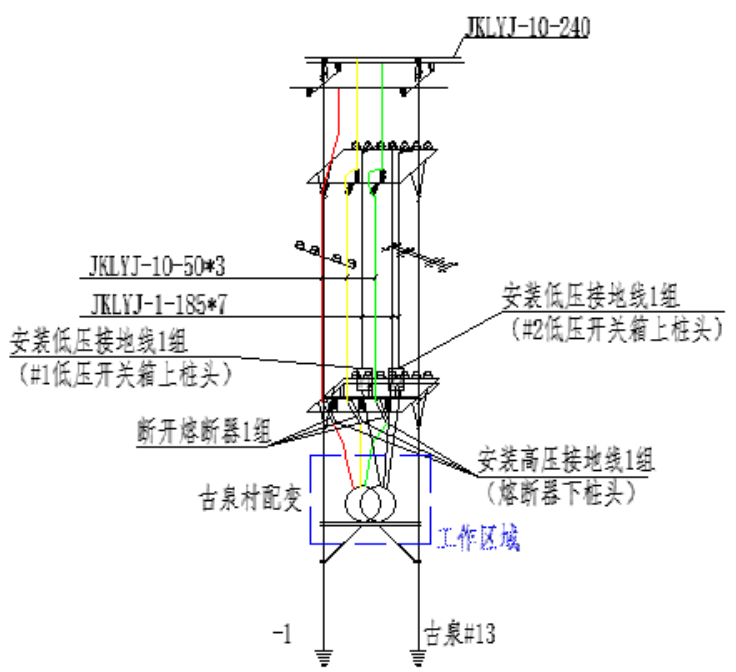 JKLYJ-10-240
JKLYJ-10-50*3
JKLYJ-1-185*7
安装低压接地线1组
(#2低压开关箱上桩头)
安装低压接地线1组
(#1低压开关箱上桩头)
断开熔断器1组
安装高压接地线1组
(熔断器下桩头)
古泉村配变
工作区域
-1
古泉#13